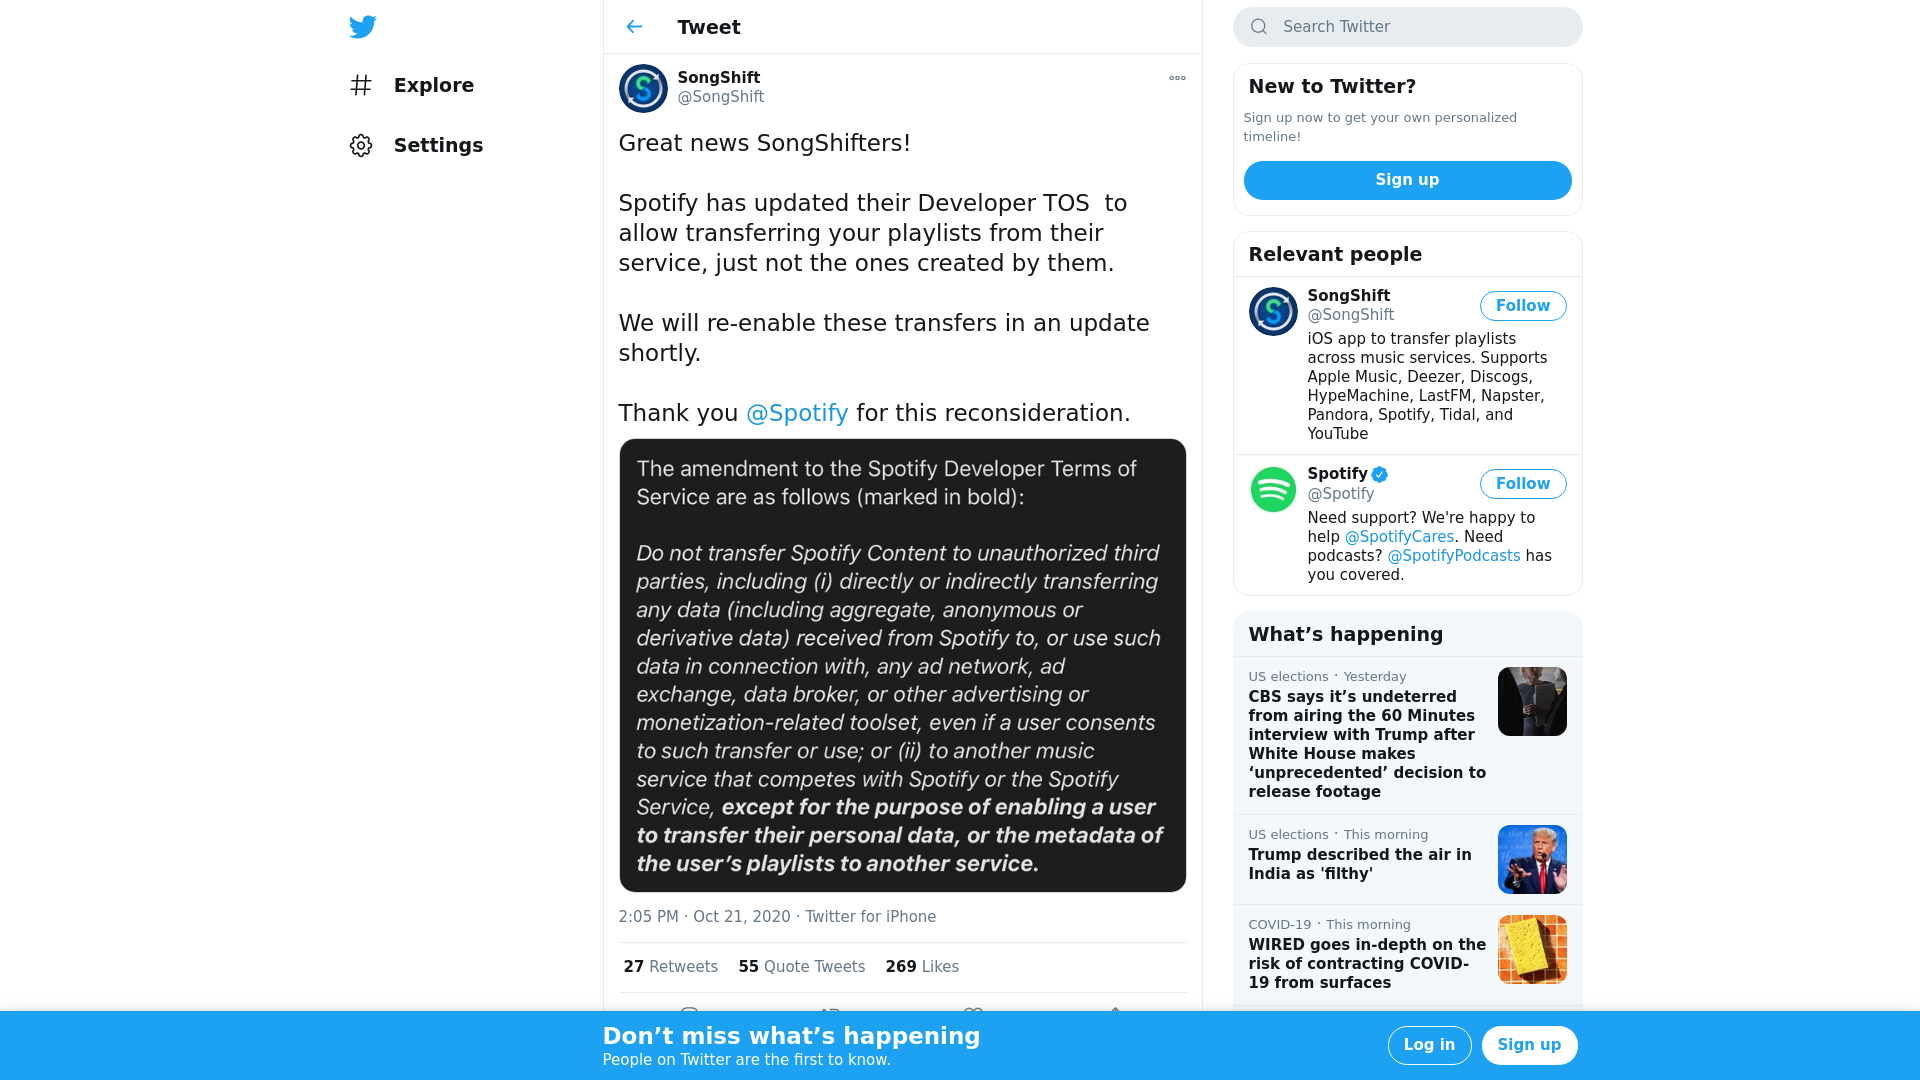 Explore
Settings
Tweet
SongShift
@SongShift
Great news SongShifters!
Spotify has updated their Developer TOS  to
allow transferring your playlists from their
service, just not the ones created by them.
We will re-enable these transfers in an update
shortly.
Thank you @Spotify for this reconsideration.
The amendment to the Spotify Developer Terms of
Service are as follows (marked in bold):
Do not transfer Spotify Content to unauthorized third
parties, including (i) directly or indirectly transferring
any data (including aggregate, anonymous or
derivative data) received from Spotify to, or use such
data in connection with, any ad network, ad
exchange, data broker, or other advertising or
monetization-related toolset, even if a user consents
to such transfer or use; or (ii) to another music
service that competes with Spotify or the Spotify
Service, except for the purpose of enabling a user
to transfer their personal data, or the metadata of
the user’s playlists to another service.
2:05 PM · Oct 21, 2020 · Twitter for iPhone
27 Retweets 55 Quote Tweets 269 Likes
Search Twitter
New to Twitter?
Sign up now to get your own personalized
timeline!
Sign up
Relevant people
SongShift
@SongShift
Follow
iOS app to transfer playlists
across music services. Supports
Apple Music, Deezer, Discogs,
HypeMachine, LastFM, Napster,
Pandora, Spotify, Tidal, and
YouTube
Spotify
@Spotify
Follow
Need support? We're happy to
help @SpotifyCares. Need
podcasts? @SpotifyPodcasts has
you covered.
What’s happening
US elections · Yesterday
CBS says it’s undeterred
from airing the 60 Minutes
interview with Trump after
White House makes
‘unprecedented’ decision to
release footage
US elections · This morning
Trump described the air in
India as 'filthy'
COVID-19 · This morning
WIRED goes in-depth on the
risk of contracting COVID-
19 from surfaces
Don’t miss what’s happening
People on Twitter are the first to know.
Log in
Sign up